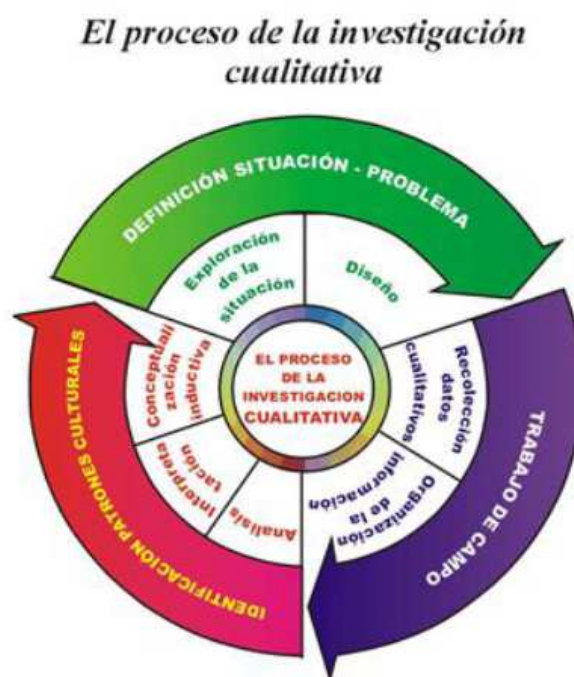 El proceso de la investigación
cualitativa
DEFINICIÓN SITUACIÓN - PROBLEMA
Exploración
de la
situación
Diseño
Recolección
datos
cualitativos
Organización
de la
información
TRABAJO DE CAMPO
Analisis
Interpreta
tación
Conceptuali
zación
inductiva
IDENTIFICACION PATRONES CULTURALES
EL PROCESO
DE LA
INVESTIGACION
CUALITATIVA